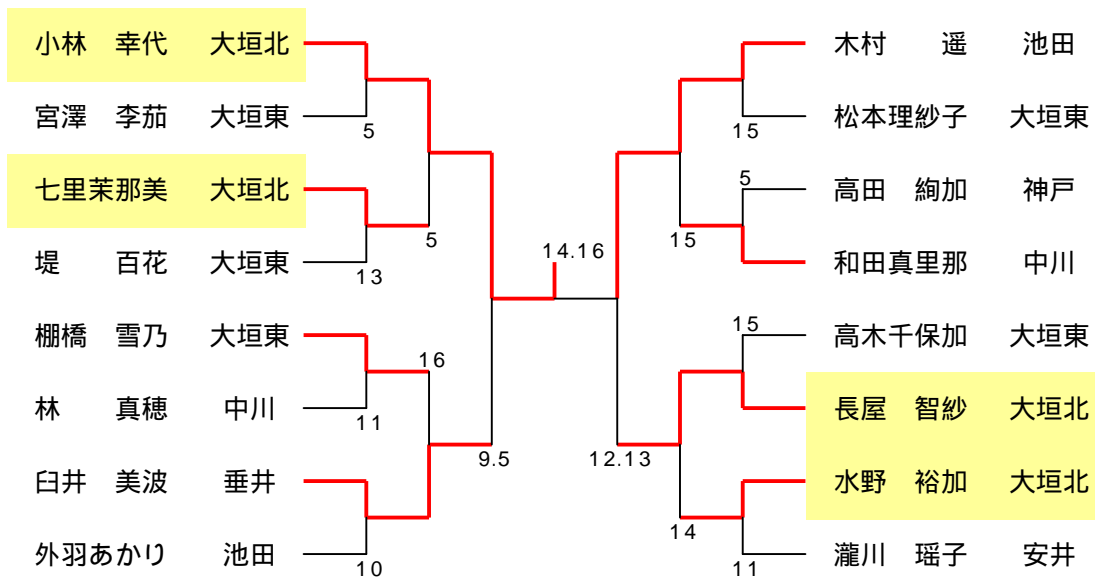 小林 幸代 大垣北
宮澤 李茄 大垣東
5
七里茉那美 大垣北
堤 百花 大垣東
13
5
棚橋 雪乃 大垣東
林 真穂 中川
11
16
臼井 美波 垂井
外羽あかり 池田
10
9.5
14.16
木村 遥 池田
松本理紗子 大垣東
15
高田 絢加 神戸
5
和田真里那 中川
15
高木千保加 大垣東
15
長屋 智紗 大垣北
12.13
水野 裕加 大垣北
14
瀧川 瑶子 安井
11